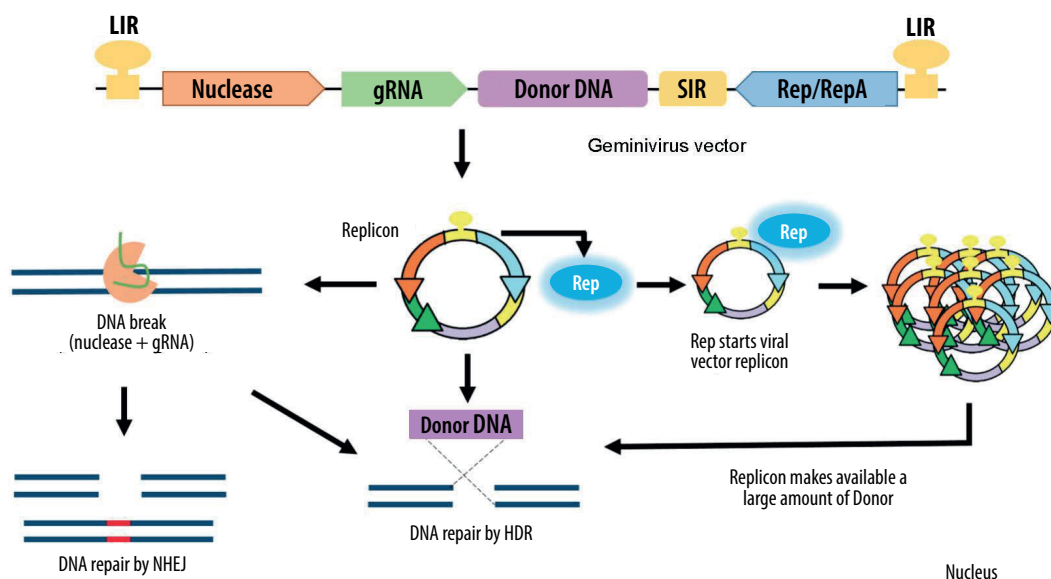 LIR
LIR
Nuclease
gRNA
Donor DNA
SIR
Rep/RepA
Geminivirus vector
Replicon
Rep
Rep
DNA break
(nuclease + gRNA)
Rep starts viral
vector replicon
Donor DNA
Replicon makes available a
large amount of Donor
DNA repair by HDR
DNA repair by NHEJ
Nucleus